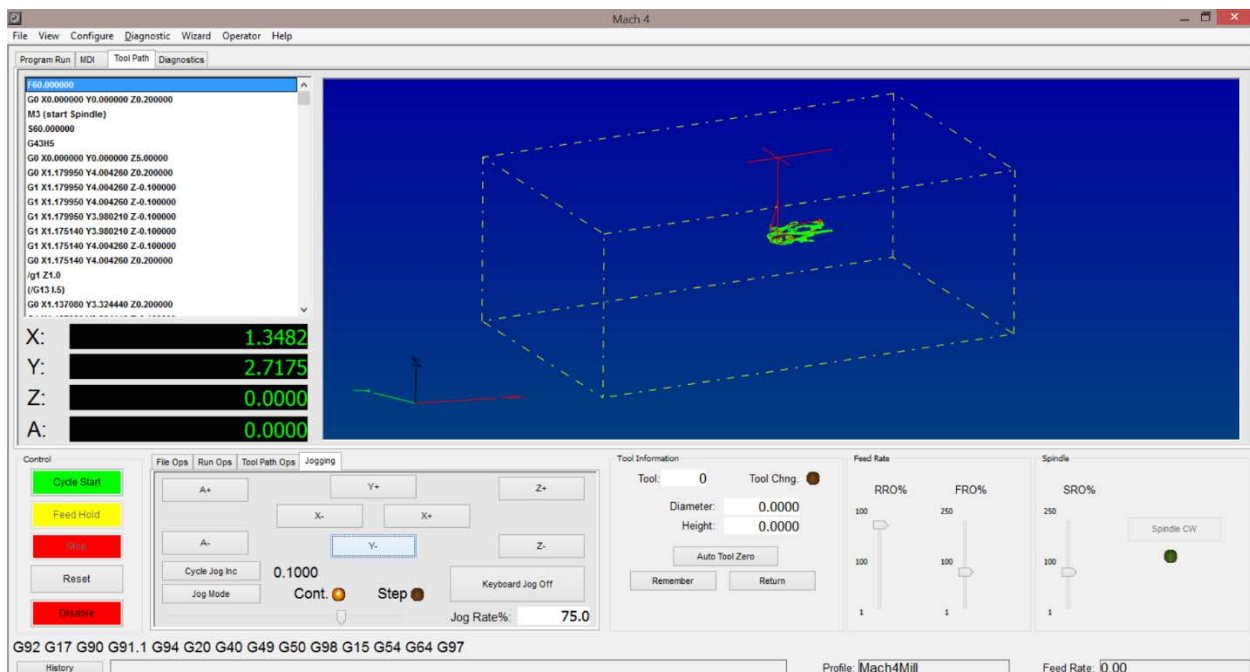 Mach 4
File View Configure Diagnostic Wizard Operator Help
Program Run MDI Tool Path Diagnostics
F60.000000
G0 X0.000000 Y0.000000 Z0.200000
M3 (start Spindle)
S60.000000
G43H5
G0 X0.000000 Y0.000000 Z5.00000
G0 X1.179950 Y4.004260 Z0.200000
G1 X1.179950 Y4.004260 Z-0.100000
G1 X1.179950 Y4.004260 Z-0.100000
G1 X1.179950 Y3.980210 Z-0.100000
G1 X1.175140 Y3.980210 Z-0.100000
G1 X1.175140 Y4.004260 Z-0.100000
G0 X1.175140 Y4.004260 Z0.200000
/g1 Z1.0
(/G13 I.5)
G0 X1.137080 Y3.324440 Z0.200000
X: 1.3482
Y: 2.7175
Z: 0.0000
A: 0.0000
Control
Cycle Start
Feed Hold
Stop
Reset
Disable
File Ops Run Ops Tool Path Ops Jogging
A+ Y+ Z+
X- X+
A- Y- Z-
Cycle Jog Inc 0.1000
Jog Mode Cont. Step
Keyboard Jog Off
Jog Rate%: 75.0
Tool Information
Tool: 0 Tool Chng.
Diameter: 0.0000
Height: 0.0000
Auto Tool Zero
Remember Return
Feed Rate
RRO% FRO%
100 250
100 100
1 1
Spindle
SRO%
250
100
1
Spindle CW
G92 G17 G90 G91.1 G94 G20 G40 G49 G50 G98 G15 G54 G64 G97
History Profile: Mach4Mill Feed Rate: 0.00